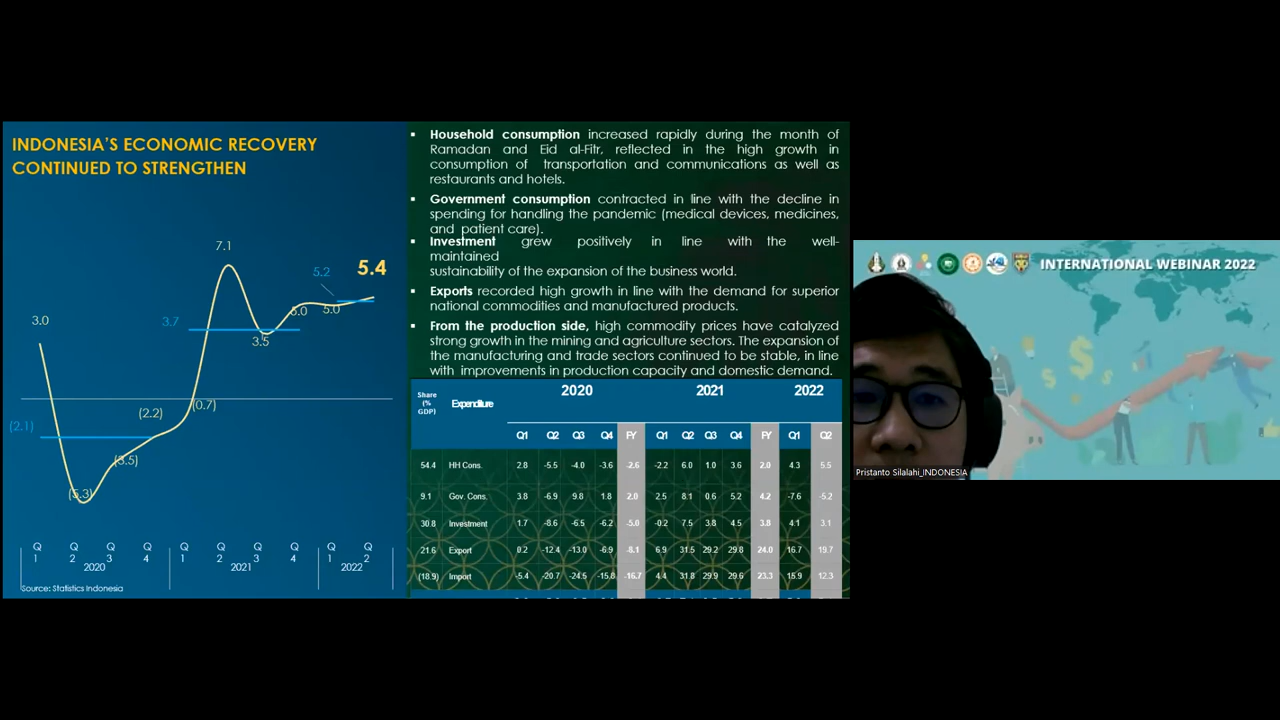 INDONESIA'S ECONOMIC RECOVERY
CONTINUED TO STRENGTHEN
7.1
5.4
5.2
3.0
3.7
5.0
5.0
3.5
(0.7)
(2.2)
(2.1)
(3.5)
(5.3)
Q1 Q2 Q3 Q4 Q1 Q2 Q3 Q4 Q1 Q2
2020 2021 2022
Source: Statistics Indonesia
▪ Household consumption increased rapidly during the month of
Ramadan and Eid al-Fitr, reflected in the high growth in
consumption of transportation and communications as well as
restaurants and hotels.
▪ Government consumption contracted in line with the decline in
spending for handling the pandemic (medical devices, medicines,
and patient care).
▪ Investment grew positively in line with the well-
maintained
sustainability of the expansion of the business world.
▪ Exports recorded high growth in line with the demand for superior
national commodities and manufactured products.
▪ From the production side, high commodity prices have catalyzed
strong growth in the mining and agriculture sectors. The expansion of
the manufacturing and trade sectors continued to be stable, in line
with improvements in production capacity and domestic demand.
Share (% GDP) Expenditure 2020 2021 2022
Q1 Q2 Q3 Q4 FY Q1 Q2 Q3 Q4 FY Q1 Q2
54.4 HH Cons. 2.8 -5.5 -4.0 -3.6 -2.6 -2.2 6.0 1.0 3.6 2.0 4.3 5.5
9.1 Gov. Cons. 3.8 -6.9 9.8 1.8 2.0 2.5 8.1 0.6 5.2 4.2 -7.6 -5.2
30.8 Investment 1.7 -8.6 -6.5 -6.2 -5.0 -0.2 7.5 3.8 4.5 3.8 4.1 3.1
21.6 Export 0.2 -12.4 -13.0 -6.9 -8.1 6.9 31.5 29.2 29.8 24.0 16.7 19.7
(18.9) Import -5.4 -20.7 -24.5 -15.8 -16.7 4.4 31.8 29.9 29.6 23.3 15.9 12.3
INTERNATIONAL WEBINAR 2022
Pristanto Silalahi_INDONESIA